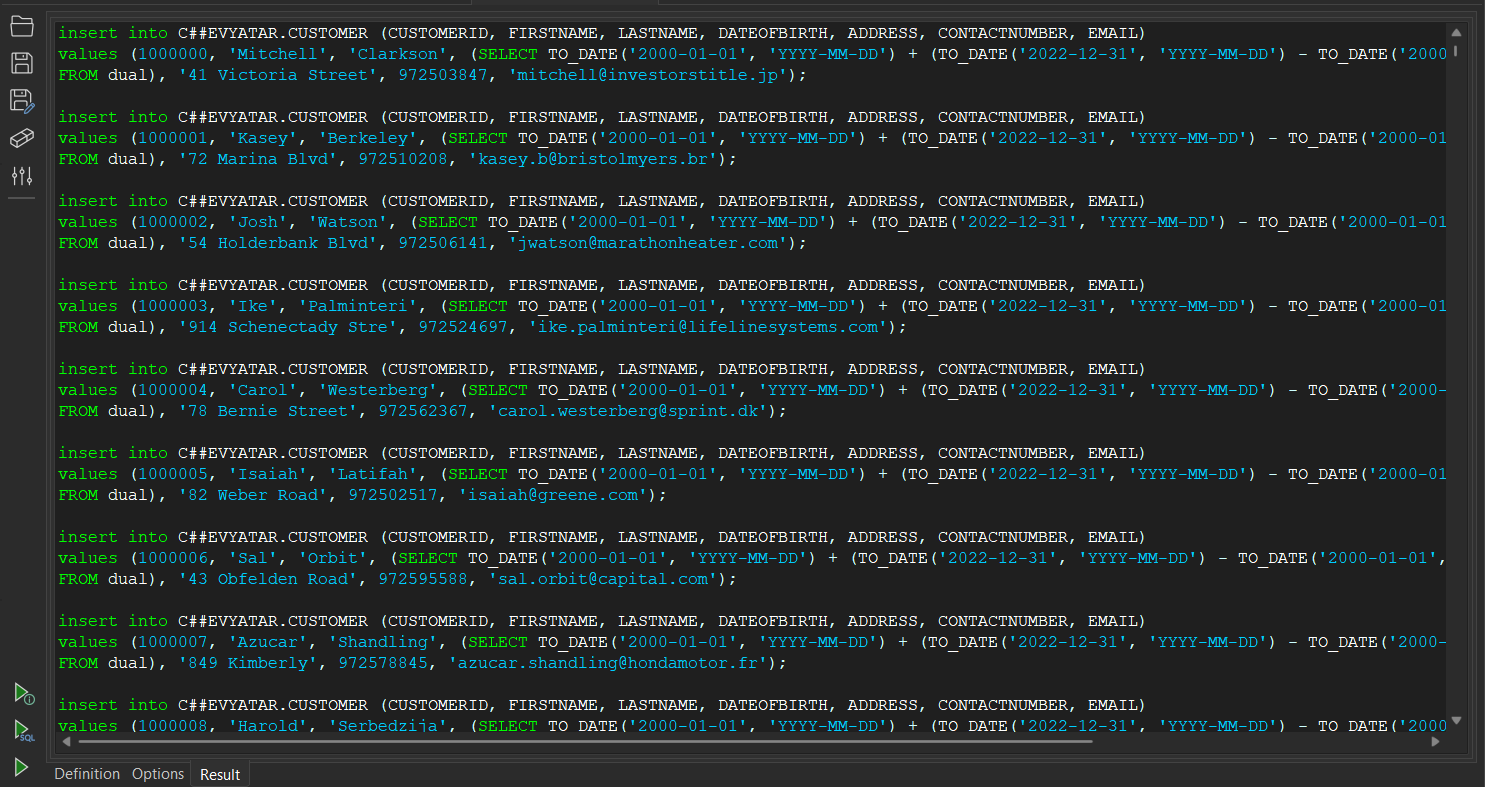 insert into C##EVYATAR.CUSTOMER (CUSTOMERID, FIRSTNAME, LASTNAME, DATEOFBIRTH, ADDRESS, CONTACTNUMBER, EMAIL)
values (1000000, 'Mitchell', 'Clarkson', (SELECT TO_DATE('2000-01-01', 'YYYY-MM-DD') + (TO_DATE('2022-12-31', 'YYYY-MM-DD') - TO_DATE('2000
FROM dual), '41 Victoria Street', 972503847, 'mitchell@investorstitle.jp');
insert into C##EVYATAR.CUSTOMER (CUSTOMERID, FIRSTNAME, LASTNAME, DATEOFBIRTH, ADDRESS, CONTACTNUMBER, EMAIL)
values (1000001, 'Kasey', 'Berkeley', (SELECT TO_DATE('2000-01-01', 'YYYY-MM-DD') + (TO_DATE('2022-12-31', 'YYYY-MM-DD') - TO_DATE('2000-01
FROM dual), '72 Marina Blvd', 972510208, 'kasey.b@bristolmyers.br');
insert into C##EVYATAR.CUSTOMER (CUSTOMERID, FIRSTNAME, LASTNAME, DATEOFBIRTH, ADDRESS, CONTACTNUMBER, EMAIL)
values (1000002, 'Josh', 'Watson', (SELECT TO_DATE('2000-01-01', 'YYYY-MM-DD') + (TO_DATE('2022-12-31', 'YYYY-MM-DD') - TO_DATE('2000-01-01
FROM dual), '54 Holderbank Blvd', 972506141, 'jwatson@marathonheater.com');
insert into C##EVYATAR.CUSTOMER (CUSTOMERID, FIRSTNAME, LASTNAME, DATEOFBIRTH, ADDRESS, CONTACTNUMBER, EMAIL)
values (1000003, 'Ike', 'Palminteri', (SELECT TO_DATE('2000-01-01', 'YYYY-MM-DD') + (TO_DATE('2022-12-31', 'YYYY-MM-DD') - TO_DATE('2000-01
FROM dual), '914 Schenectady Stre', 972524697, 'ike.palminteri@lifelinesystems.com');
insert into C##EVYATAR.CUSTOMER (CUSTOMERID, FIRSTNAME, LASTNAME, DATEOFBIRTH, ADDRESS, CONTACTNUMBER, EMAIL)
values (1000004, 'Carol', 'Westerberg', (SELECT TO_DATE('2000-01-01', 'YYYY-MM-DD') + (TO_DATE('2022-12-31', 'YYYY-MM-DD') - TO_DATE('2000-
FROM dual), '78 Bernie Street', 972562367, 'carol.westerberg@sprint.dk');
insert into C##EVYATAR.CUSTOMER (CUSTOMERID, FIRSTNAME, LASTNAME, DATEOFBIRTH, ADDRESS, CONTACTNUMBER, EMAIL)
values (1000005, 'Isaiah', 'Latifah', (SELECT TO_DATE('2000-01-01', 'YYYY-MM-DD') + (TO_DATE('2022-12-31', 'YYYY-MM-DD') - TO_DATE('2000-01
FROM dual), '82 Weber Road', 972502517, 'isaiah@greene.com');
insert into C##EVYATAR.CUSTOMER (CUSTOMERID, FIRSTNAME, LASTNAME, DATEOFBIRTH, ADDRESS, CONTACTNUMBER, EMAIL)
values (1000006, 'Sal', 'Orbit', (SELECT TO_DATE('2000-01-01', 'YYYY-MM-DD') + (TO_DATE('2022-12-31', 'YYYY-MM-DD') - TO_DATE('2000-01-01',
FROM dual), '43 Obfelden Road', 972595588, 'sal.orbit@capital.com');
insert into C##EVYATAR.CUSTOMER (CUSTOMERID, FIRSTNAME, LASTNAME, DATEOFBIRTH, ADDRESS, CONTACTNUMBER, EMAIL)
values (1000007, 'Azucar', 'Shandling', (SELECT TO_DATE('2000-01-01', 'YYYY-MM-DD') + (TO_DATE('2022-12-31', 'YYYY-MM-DD') - TO_DATE('2000-
FROM dual), '849 Kimberly', 972578845, 'azucar.shandling@hondamotor.fr');
insert into C##EVYATAR.CUSTOMER (CUSTOMERID, FIRSTNAME, LASTNAME, DATEOFBIRTH, ADDRESS, CONTACTNUMBER, EMAIL)
values (1000008, 'Harold', 'Serbedzija', (SELECT TO_DATE('2000-01-01', 'YYYY-MM-DD') + (TO_DATE('2022-12-31', 'YYYY-MM-DD') - TO_DATE('2000
SQL
Definition Options Result